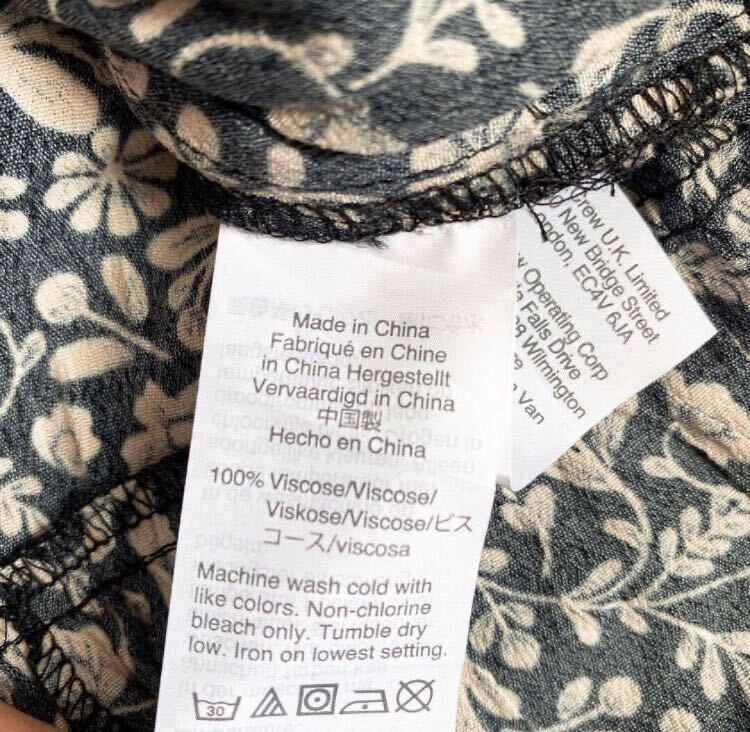 Made in China
Fabriqué en Chine
In China Hergestellt
Vervaardigd in China
中国製
Hecho en China
100% Viscose/VIscose/
Viskose/Viscose/ビス
コース/viscosa
Machine wash cold with
like colors. Non-chlorine
bleach only. Tumble dry
low. Iron on lowest setting.
30
Crew U.K. Limited
New Bridge Street
London, EC4V 6JA
Operating Corp
Falls Drive
Wilmington
Van